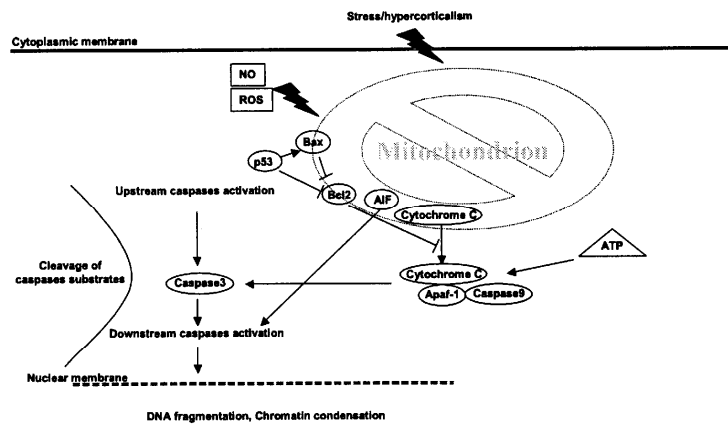 Stress/hypercorticalism
Cytoplasmic membrane
NO
ROS
Bax
Mitochondrion
p53
Upstream caspases activation
Bcl2
AIF
Cytochrome C
ATP
Cleavage of
caspases substrates
Caspase3
Cytochrome C
Apaf-1
Caspase9
Downstream caspases activation
Nuclear membrane
DNA fragmentation, Chromatin condensation